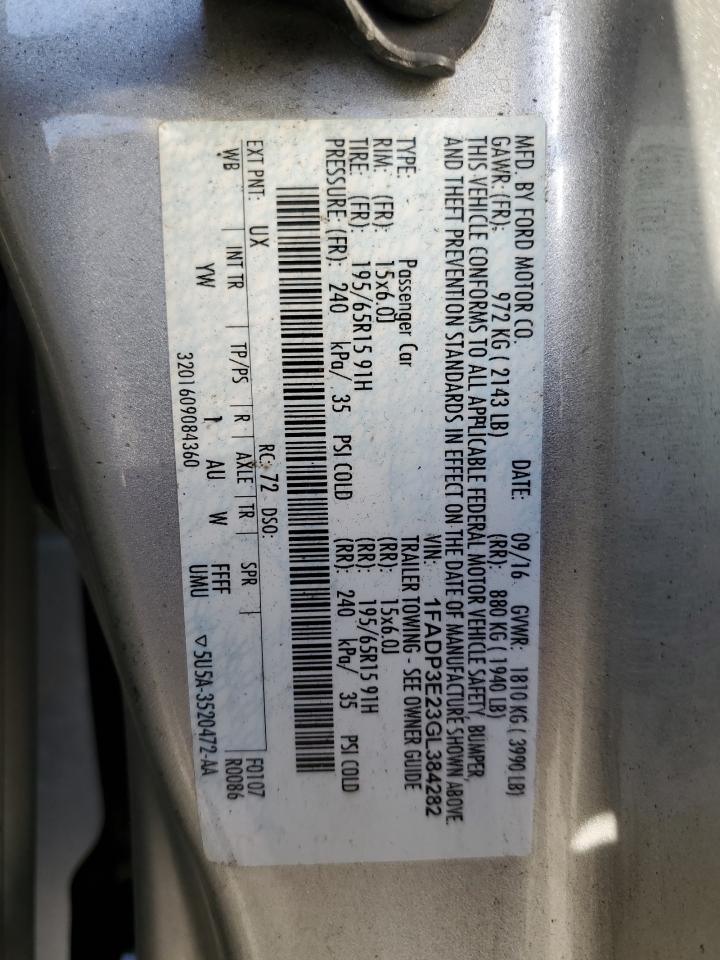 MFD. BY FORD MOTOR CO.
DATE: 09/16 GVWR: 1810 KG ( 3990 LB)
GAWR: (FR): 972 KG ( 2143 LB) (RR): 880 KG ( 1940 LB)
THIS VEHICLE CONFORMS TO ALL APPLICABLE FEDERAL MOTOR VEHICLE SAFETY, BUMPER,
AND THEFT PREVENTION STANDARDS IN EFFECT ON THE DATE OF MANUFACTURE SHOWN ABOVE.
VIN: 1FADP3E23GL384282
TYPE: Passenger Car TRAILER TOWING - SEE OWNER GUIDE
RIM: (FR): 15x6.0J (RR): 15x6.0J
TIRE: (FR): 195/65R15 91H (RR): 195/65R15 91H
PRESSURE: (FR): 240 kPa/ 35 PSI COLD (RR): 240 kPa/ 35 PSI COLD
EXT PNT: UX RC: 72 DSO: F0107
WB INT TR TP/PS R AXLE TR SPR R0086
YW 1 AU W FFFF UMU
3201609084360 ▽5U5A-3520472-AA